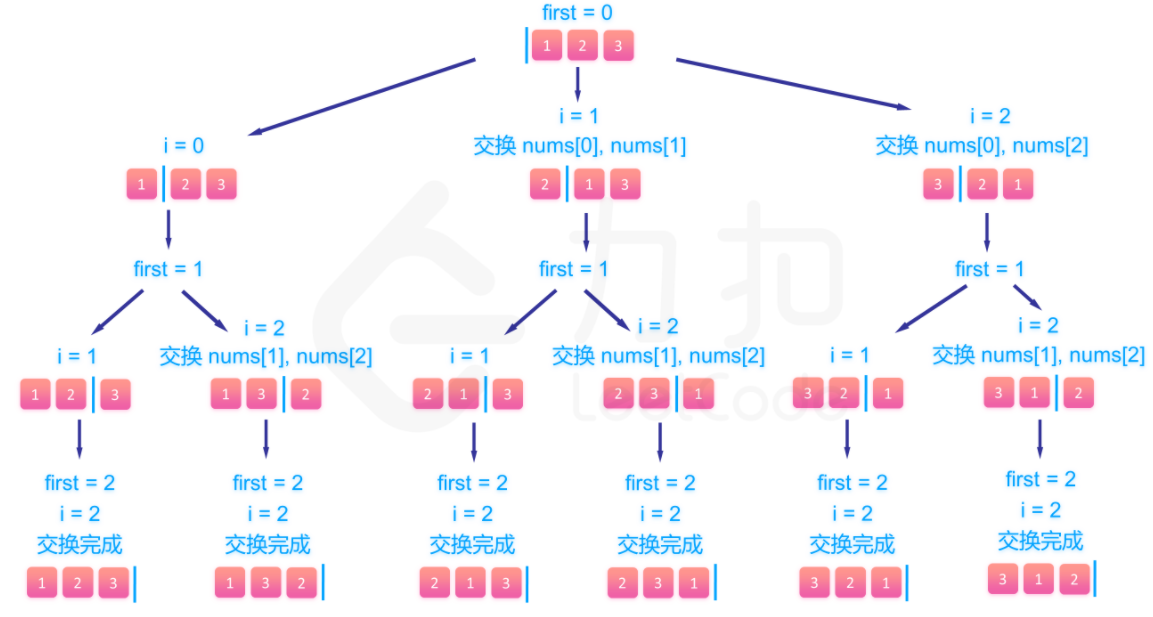 first = 0
1 2 3
i = 0
i = 1
交换 nums[0], nums[1]
i = 2
交换 nums[0], nums[2]
1 2 3
2 1 3
3 2 1
first = 1
first = 1
first = 1
i = 1
i = 2
交换 nums[1], nums[2]
i = 1
i = 2
交换 nums[1], nums[2]
i = 1
i = 2
交换 nums[1], nums[2]
1 2 3
1 3 2
2 1 3
2 3 1
3 2 1
3 1 2
first = 2
i = 2
交换完成
1 2 3
first = 2
i = 2
交换完成
1 3 2
first = 2
i = 2
交换完成
2 1 3
first = 2
i = 2
交换完成
2 3 1
first = 2
i = 2
交换完成
3 2 1
first = 2
i = 2
交换完成
3 1 2
力扣
LeetCode